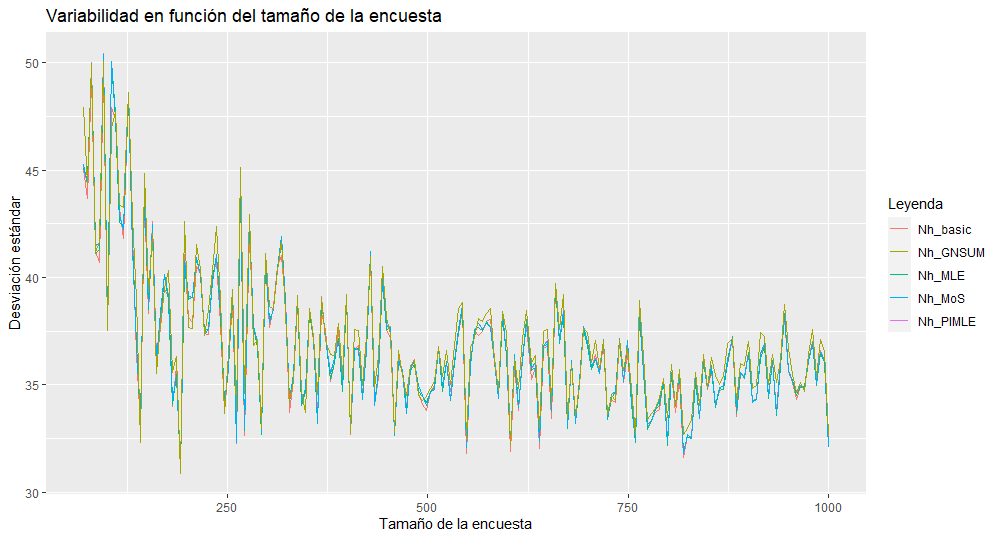 Variabilidad en función del tamaño de la encuesta
Desviación estándar
50
45
40
35
30
250
500
750
1000
Tamaño de la encuesta
Leyenda
Nh_basic
Nh_GNSUM
Nh_MLE
Nh_MoS
Nh_PIMLE